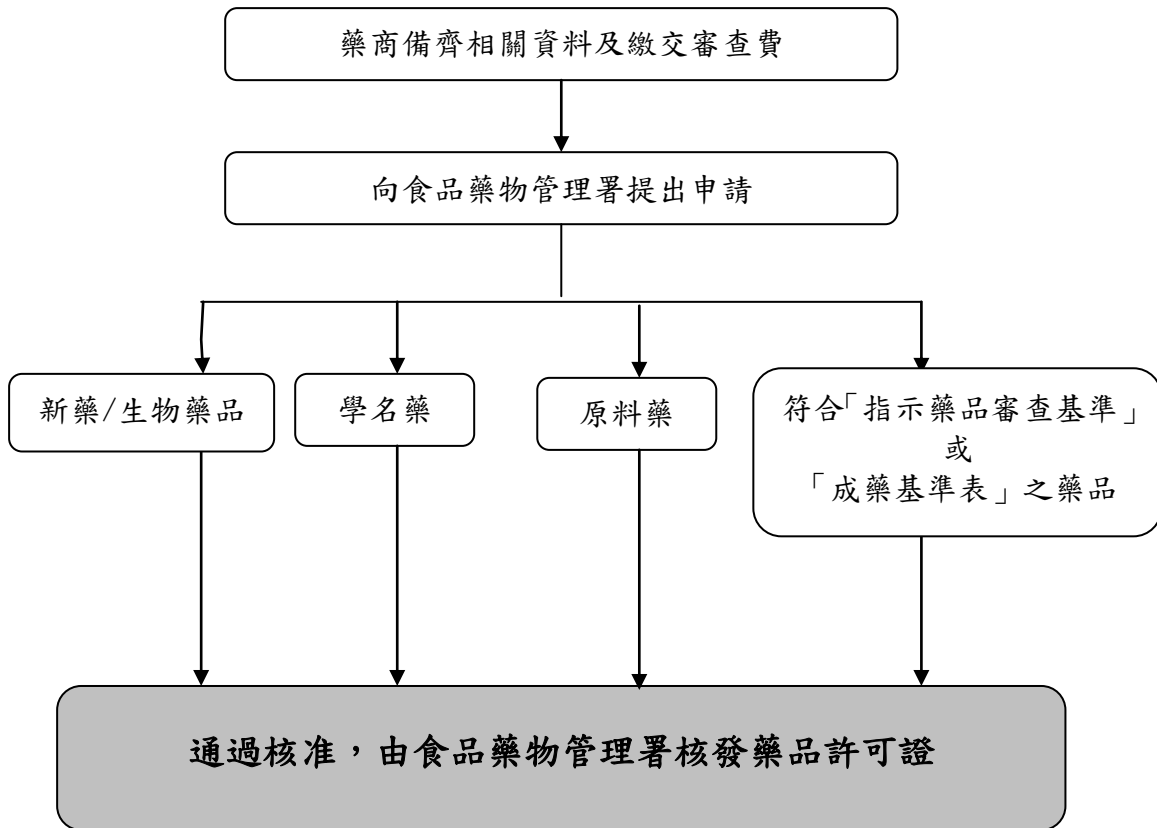 藥商備齊相關資料及繳交審查費
向食品藥物管理署提出申請
新藥/生物藥品
學名藥
原料藥
符合「指示藥品審查基準」
或
「成藥基準表」之藥品
通過核准，由食品藥物管理署核發藥品許可證